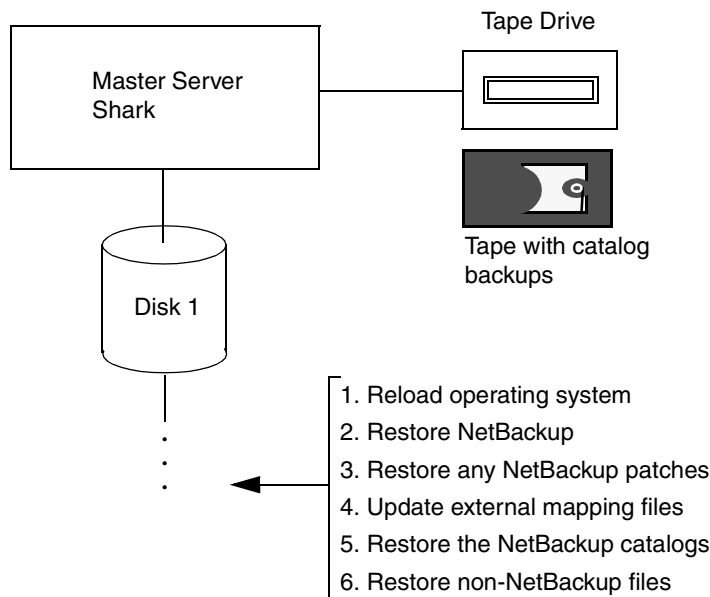 Tape Drive
Master Server
Shark
Tape with catalog
backups
Disk 1
1. Reload operating system
2. Restore NetBackup
3. Restore any NetBackup patches
4. Update external mapping files
5. Restore the NetBackup catalogs
6. Restore non-NetBackup files